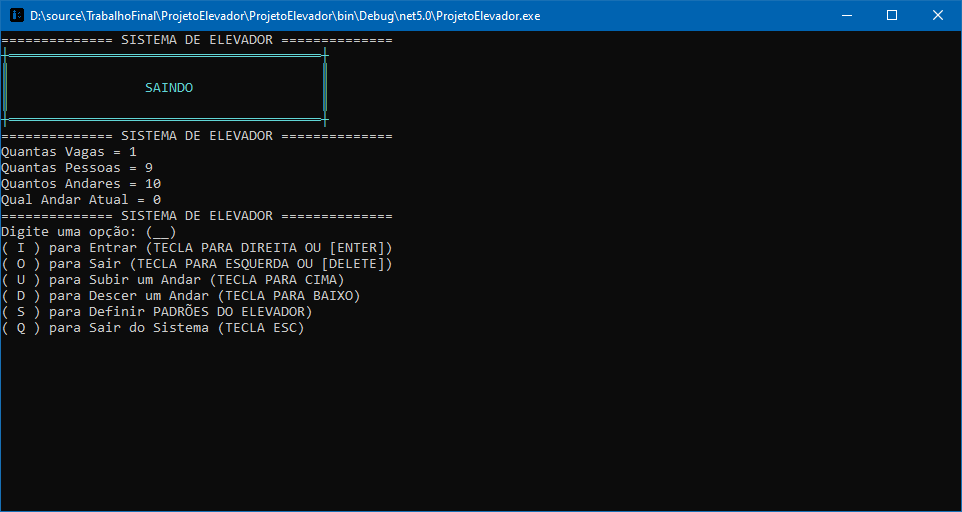 D:\source\TrabalhoFinal\ProjetoElevador\ProjetoElevador\bin\Debug\net5.0\ProjetoElevador.exe
============== SISTEMA DE ELEVADOR ==============
SAINDO
============== SISTEMA DE ELEVADOR ==============
Quantas Vagas = 1
Quantas Pessoas = 9
Quantos Andares = 10
Qual Andar Atual = 0
============== SISTEMA DE ELEVADOR ==============
Digite uma opção: (__)
( I ) para Entrar (TECLA PARA DIREITA OU [ENTER])
( O ) para Sair (TECLA PARA ESQUERDA OU [DELETE])
( U ) para Subir um Andar (TECLA PARA CIMA)
( D ) para Descer um Andar (TECLA PARA BAIXO)
( S ) para Definir PADRÕES DO ELEVADOR)
( Q ) para Sair do Sistema (TECLA ESC)